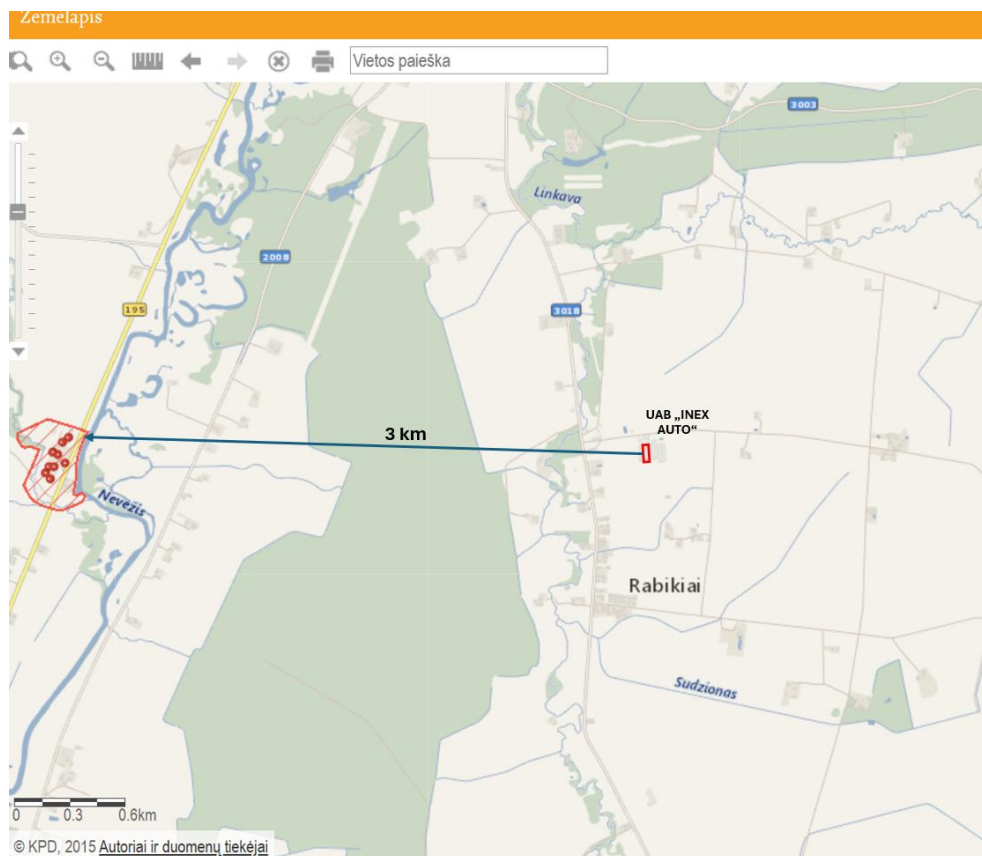 Žemėlapis
Vietos paieška
3003
Linkava
2008
195
3018
UAB „INEX
AUTO“
3 km
Nevėžis
Rabikiai
Sudzionas
0 0.3 0.6km
© KPD, 2015 Autoriai ir duomenų tiekėjai